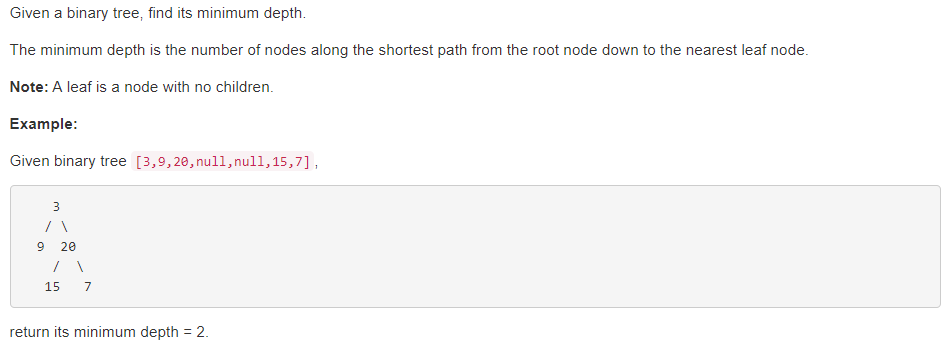 Given a binary tree, find its minimum depth.
The minimum depth is the number of nodes along the shortest path from the root node down to the nearest leaf node.
Note: A leaf is a node with no children.
Example:
Given binary tree [3,9,20,null,null,15,7],
3
/ \
9 20
/ \
15 7
return its minimum depth = 2.